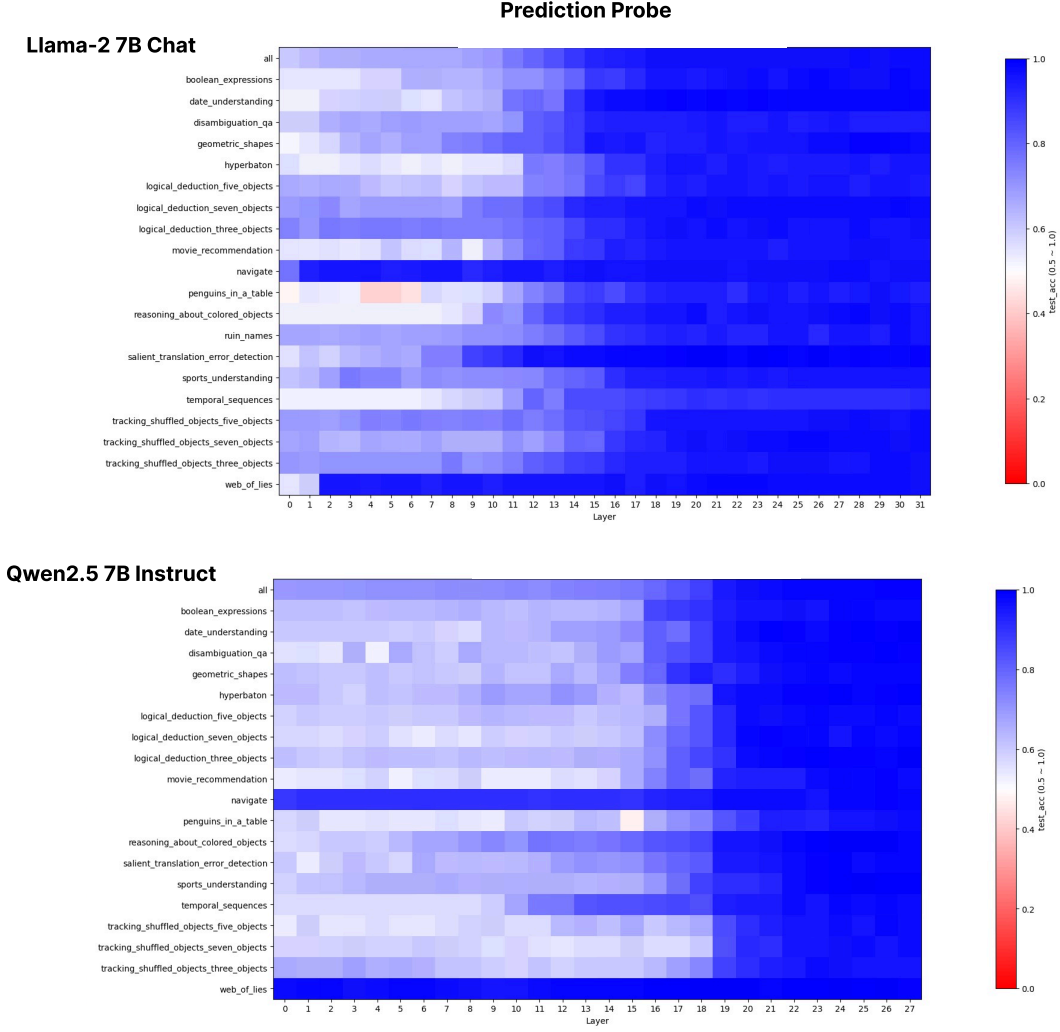 Prediction Probe
Llama-2 7B Chat
all
boolean_expressions
date_understanding
disambiguation_qa
geometric_shapes
hyperbaton
logical_deduction_five_objects
logical_deduction_seven_objects
logical_deduction_three_objects
movie_recommendation
navigate
penguins_in_a_table
reasoning_about_colored_objects
ruin_names
salient_translation_error_detection
sports_understanding
temporal_sequences
tracking_shuffled_objects_five_objects
tracking_shuffled_objects_seven_objects
tracking_shuffled_objects_three_objects
web_of_lies
0 1 2 3 4 5 6 7 8 9 10 11 12 13 14 15 16 17 18 19 20 21 22 23 24 25 26 27 28 29 30 31
Layer
1.0
0.8
0.6
0.4
0.2
0.0
test_acc (0.5 ~ 1.0)
Qwen2.5 7B Instruct
all
boolean_expressions
date_understanding
disambiguation_qa
geometric_shapes
hyperbaton
logical_deduction_five_objects
logical_deduction_seven_objects
logical_deduction_three_objects
movie_recommendation
navigate
penguins_in_a_table
reasoning_about_colored_objects
salient_translation_error_detection
sports_understanding
temporal_sequences
tracking_shuffled_objects_five_objects
tracking_shuffled_objects_seven_objects
tracking_shuffled_objects_three_objects
web_of_lies
0 1 2 3 4 5 6 7 8 9 10 11 12 13 14 15 16 17 18 19 20 21 22 23 24 25 26 27
Layer
1.0
0.8
0.6
0.4
0.2
0.0
test_acc (0.5 ~ 1.0)